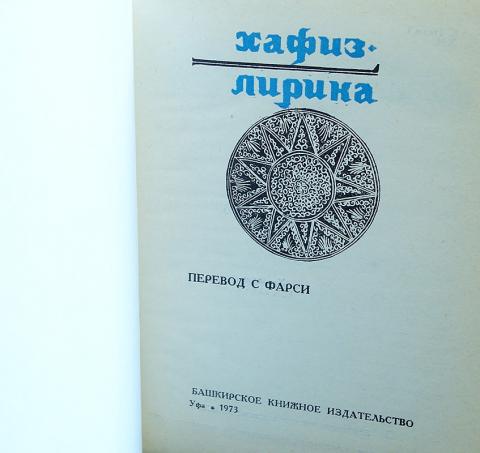 хафиз.
лирика
ПЕРЕВОД С ФАРСИ
БАШКИРСКОЕ КНИЖНОЕ ИЗДАТЕЛЬСТВО
Уфа * 1973